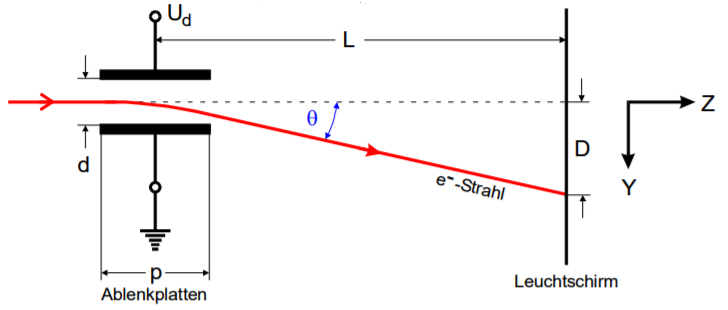 U_d
L
Z
θ
D
d
e⁻-Strahl
Y
p
Leuchtschirm
Ablenkplatten